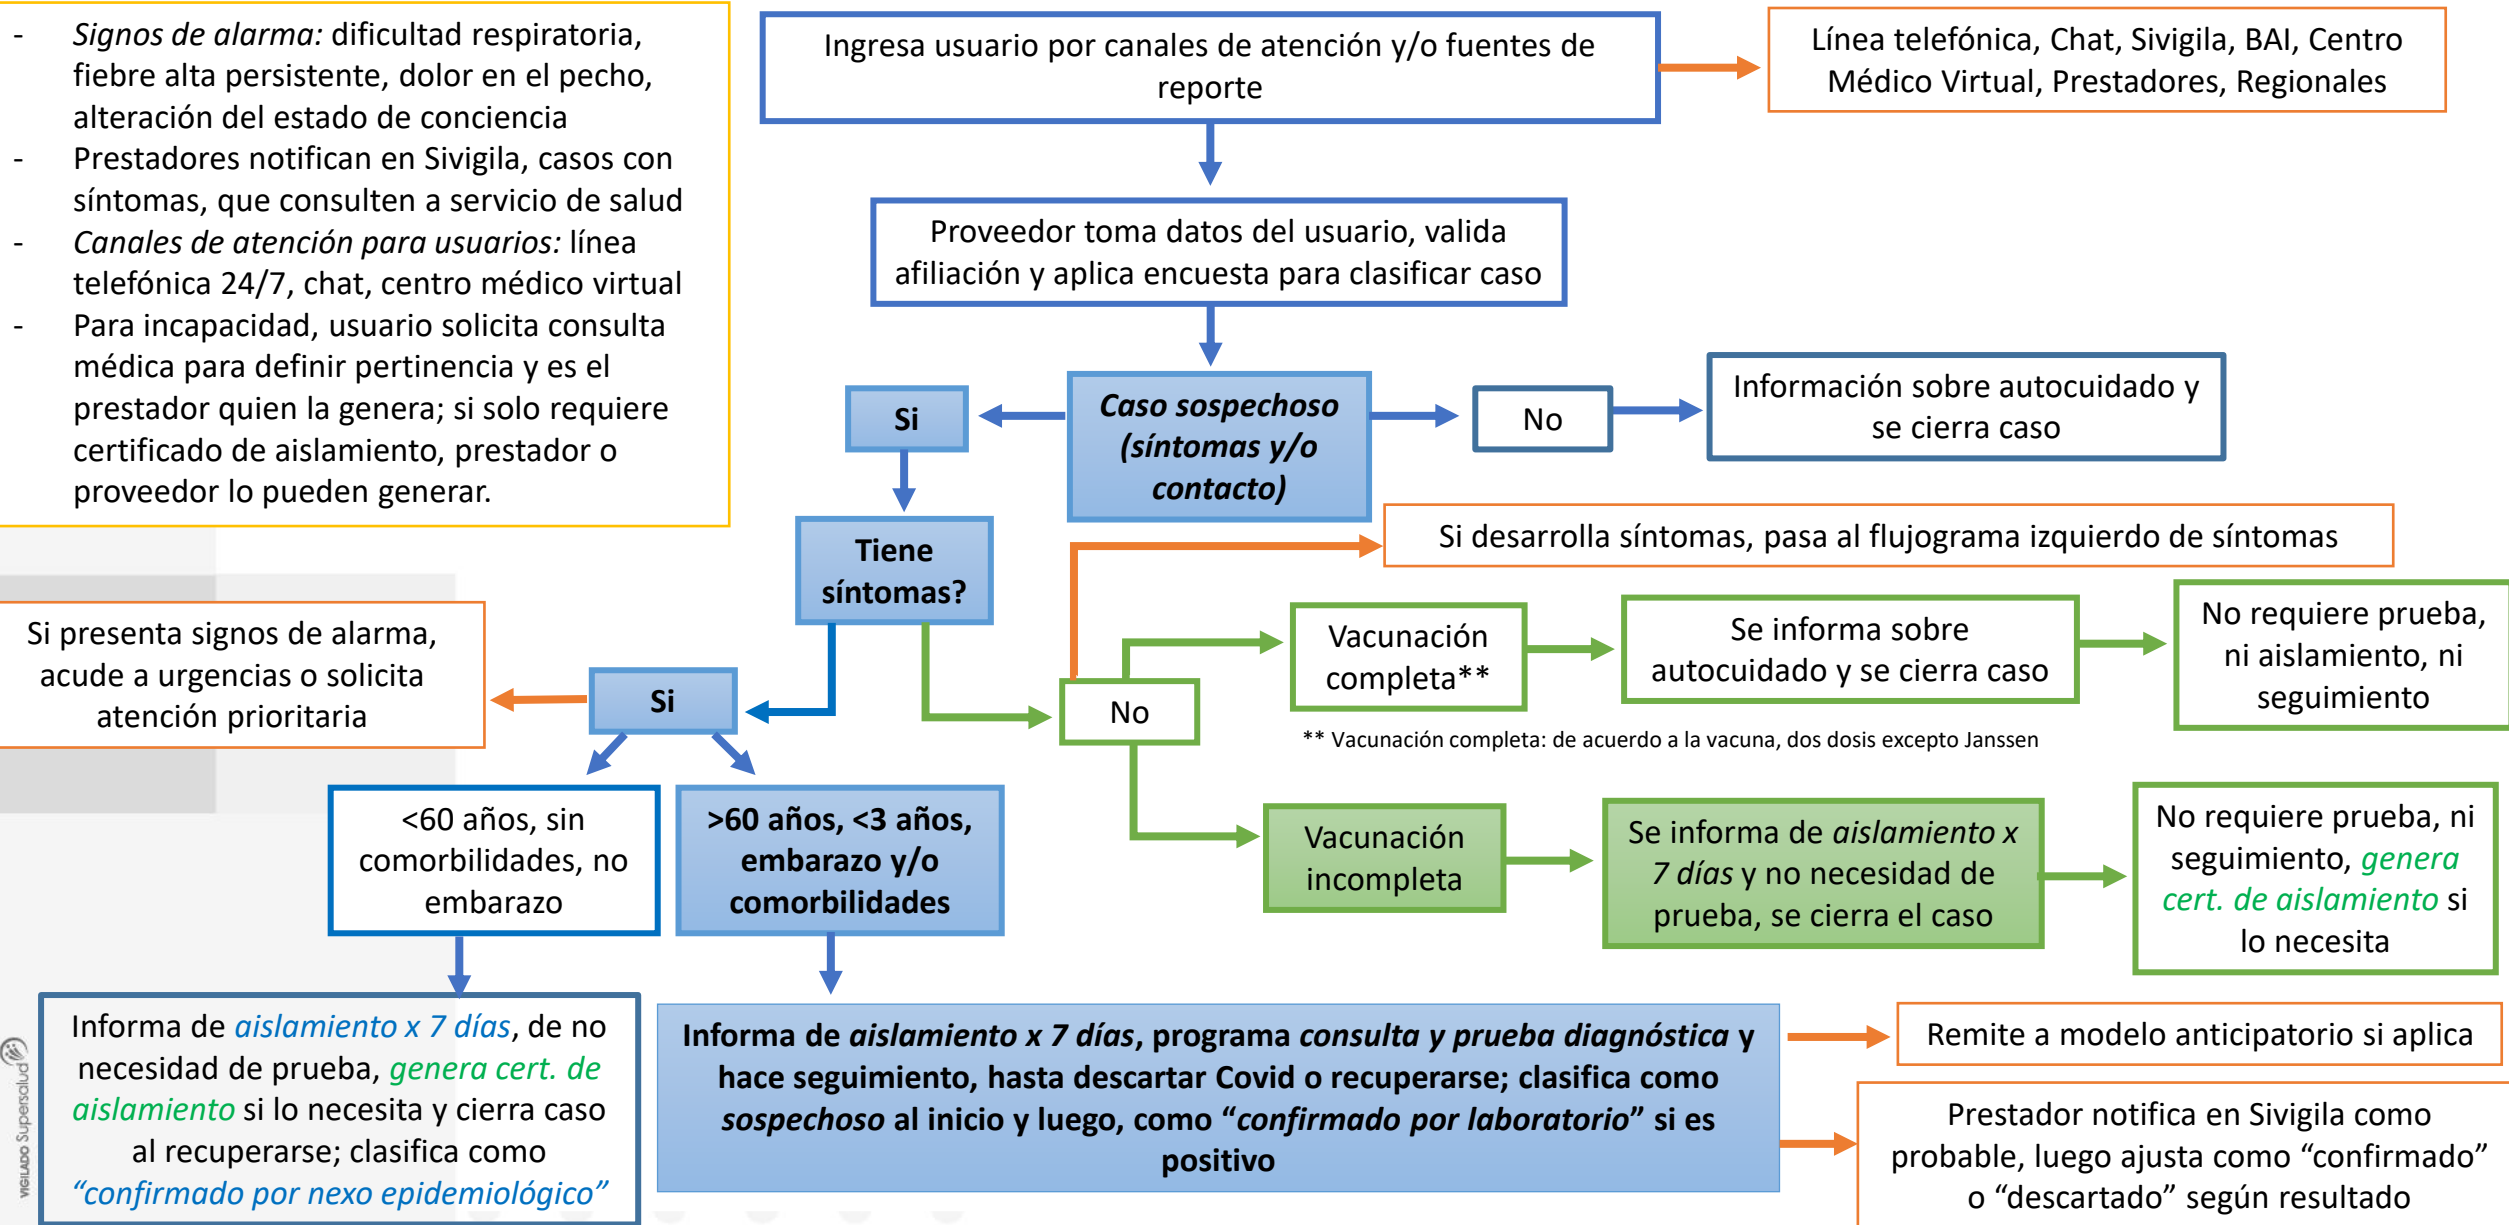 - Signos de alarma: dificultad respiratoria,
fiebre alta persistente, dolor en el pecho,
alteración del estado de conciencia
- Prestadores notifican en Sivigila, casos con
síntomas, que consulten a servicio de salud
- Canales de atención para usuarios: línea
telefónica 24/7, chat, centro médico virtual
- Para incapacidad, usuario solicita consulta
médica para definir pertinencia y es el
prestador quien la genera; si solo requiere
certificado de aislamiento, prestador o
proveedor lo pueden generar.
Ingresa usuario por canales de atención y/o fuentes de
reporte
Línea telefónica, Chat, Sivigila, BAI, Centro
Médico Virtual, Prestadores, Regionales
Proveedor toma datos del usuario, valida
afiliación y aplica encuesta para clasificar caso
Si
Caso sospechoso
(síntomas y/o
contacto)
No
Información sobre autocuidado y
se cierra caso
Tiene
síntomas?
Si desarrolla síntomas, pasa al flujograma izquierdo de síntomas
Si presenta signos de alarma,
acude a urgencias o solicita
atención prioritaria
Si
No
Vacunación
completa**
Se informa sobre
autocuidado y se cierra caso
No requiere prueba,
ni aislamiento, ni
seguimiento
** Vacunación completa: de acuerdo a la vacuna, dos dosis excepto Janssen
<60 años, sin
comorbilidades, no
embarazo
>60 años, <3 años,
embarazo y/o
comorbilidades
Vacunación
incompleta
Se informa de aislamiento x
7 días y no necesidad de
prueba, se cierra el caso
No requiere prueba, ni
seguimiento, genera
cert. de aislamiento si
lo necesita
Informa de aislamiento x 7 días, de no
necesidad de prueba, genera cert. de
aislamiento si lo necesita y cierra caso
al recuperarse; clasifica como
“confirmado por nexo epidemiológico”
Informa de aislamiento x 7 días, programa consulta y prueba diagnóstica y
hace seguimiento, hasta descartar Covid o recuperarse; clasifica como
sospechoso al inicio y luego, como “confirmado por laboratorio” si es
positivo
Remite a modelo anticipatorio si aplica
Prestador notifica en Sivigila como
probable, luego ajusta como “confirmado”
o “descartado” según resultado
VIGILADO Supersalud